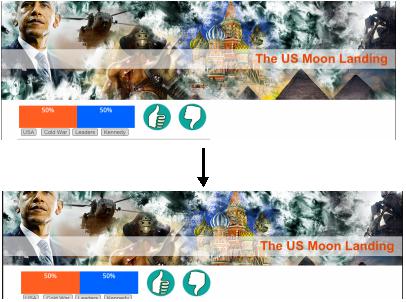 The US Moon Landing
50% 50%
USA Cold War Leaders Kennedy
The US Moon Landing
50% 50%
USA Cold War Leaders Kennedy